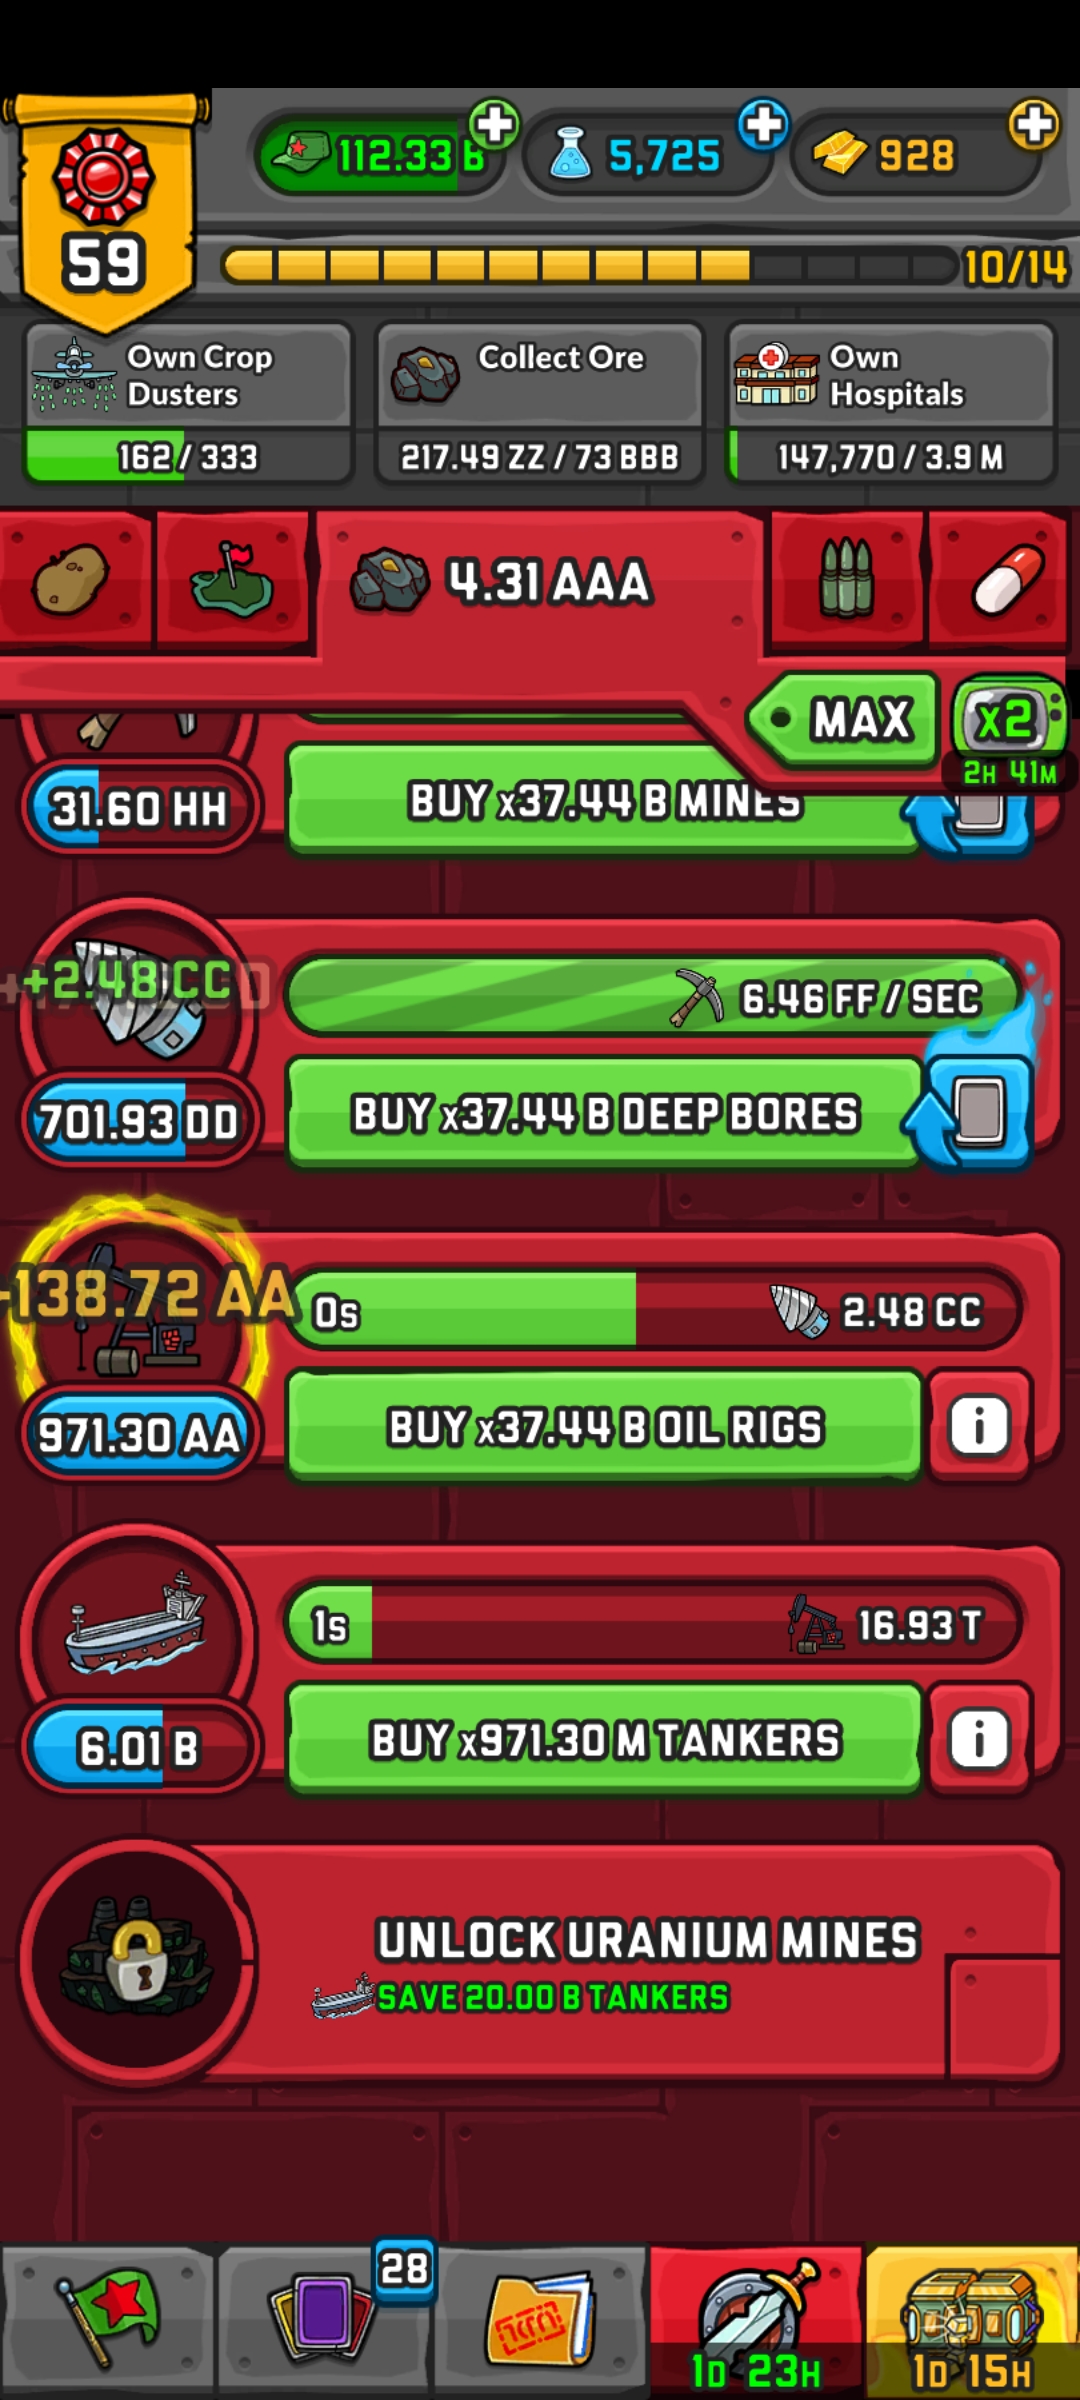 112.33 B
5,725
928
59
10/14
Own Crop
Dusters
162 / 333
Collect Ore
217.49 ZZ / 73 BBB
Own
Hospitals
147,770 / 3.9 M
4.31 AAA
MAX
x2
2H 41M
31.60 HH
BUY x37.44 B MINES
+2.48 CC
6.46 FF / SEC
701.93 DD
BUY x37.44 B DEEP BORES
138.72 AA
0s
2.48 CC
971.30 AA
BUY x37.44 B OIL RIGS
i
1s
16.93 T
6.01 B
BUY x971.30 M TANKERS
i
UNLOCK URANIUM MINES
SAVE 20.00 B TANKERS
28
1D 23H
1D 15H